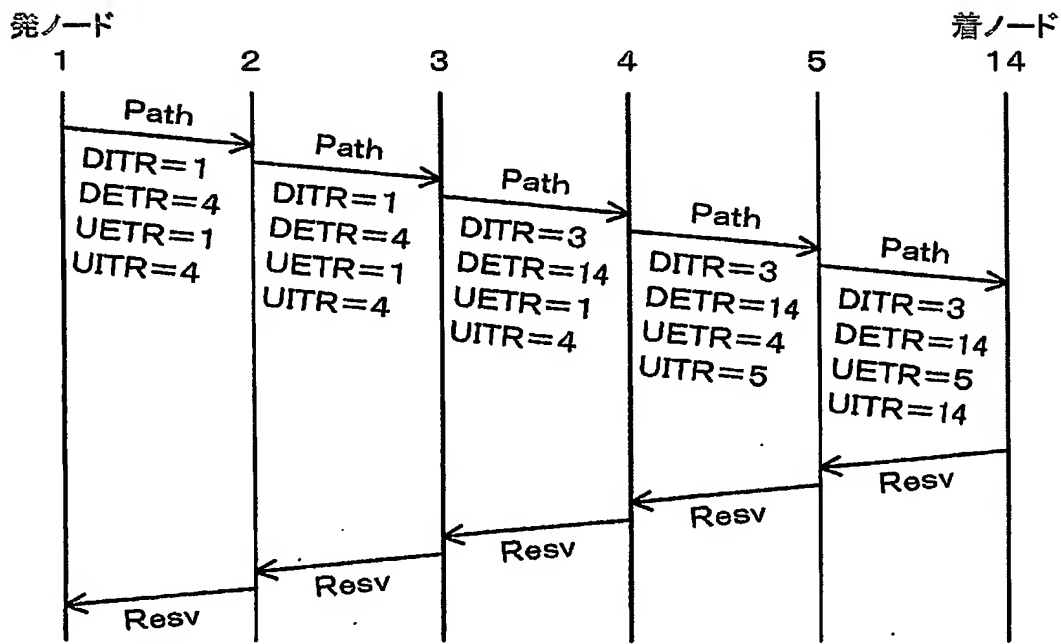 発ノード
着ノード
1
2
3
4
5
14
Path
DITR=1
DETR=4
UETR=1
UITR=4
Path
DITR=1
DETR=4
UETR=1
UITR=4
Path
DITR=3
DETR=14
UETR=1
UITR=4
Path
DITR=3
DETR=14
UETR=4
UITR=5
Path
DITR=3
DETR=14
UETR=5
UITR=14
Resv
Resv
Resv
Resv
Resv